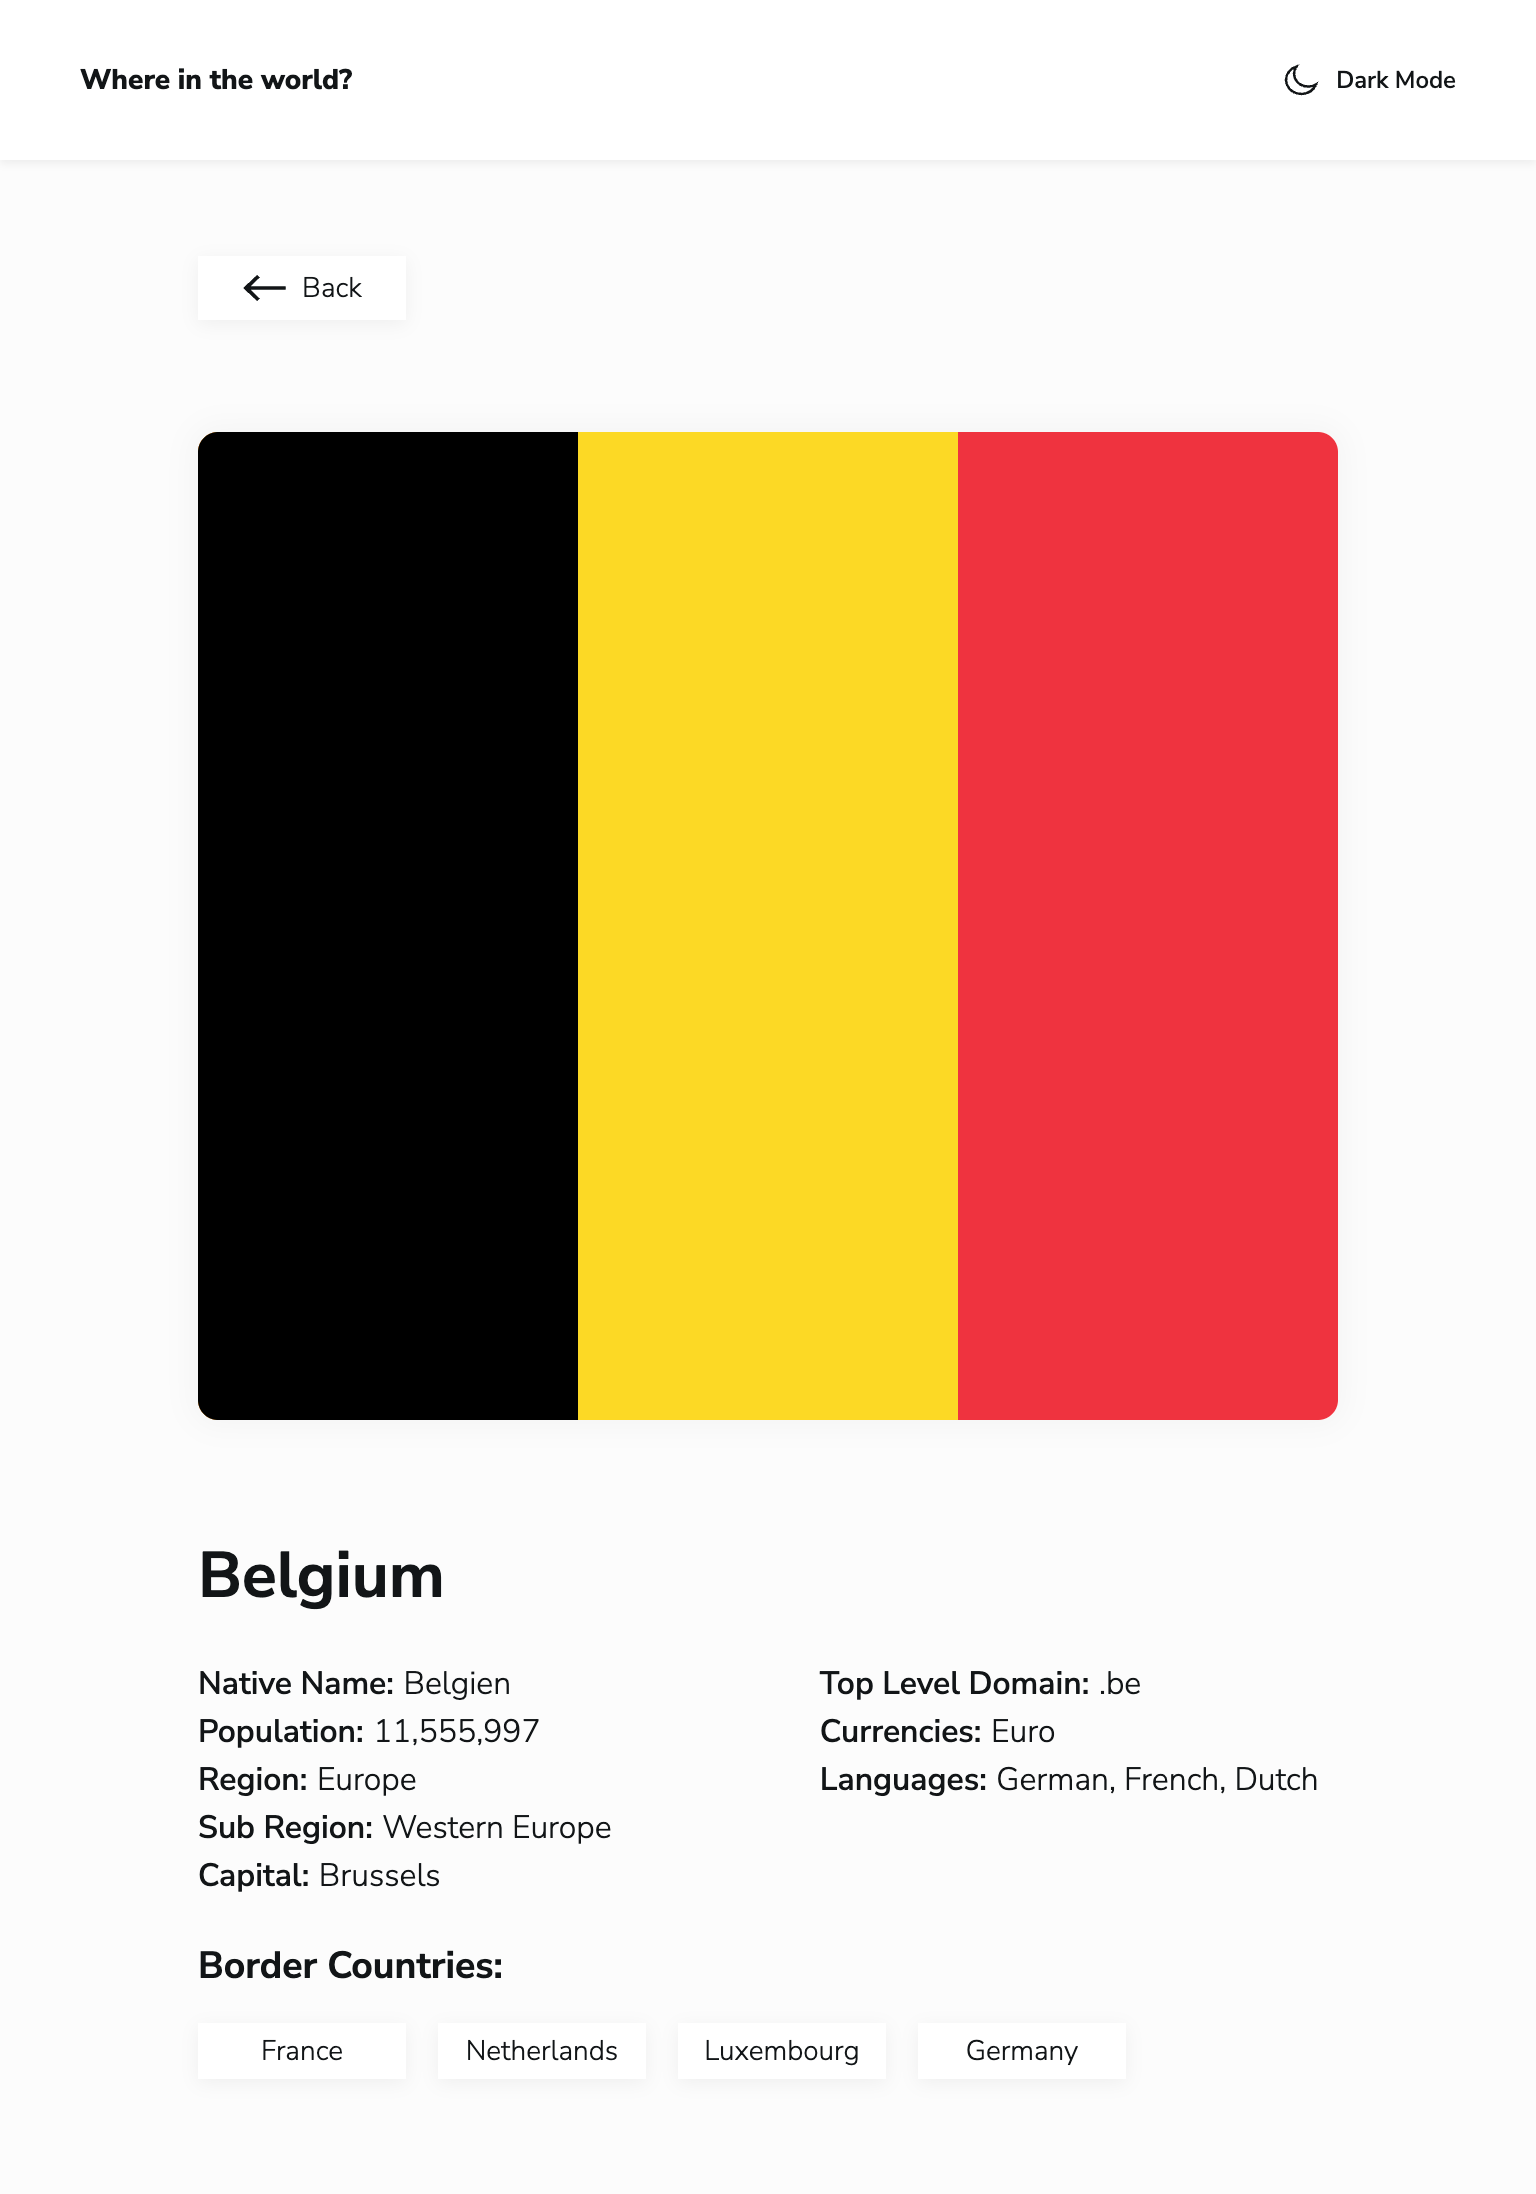 Where in the world?
Dark Mode
Back
Belgium
Native Name: Belgien
Population: 11,555,997
Region: Europe
Sub Region: Western Europe
Capital: Brussels
Top Level Domain: .be
Currencies: Euro
Languages: German, French, Dutch
Border Countries:
France
Netherlands
Luxembourg
Germany